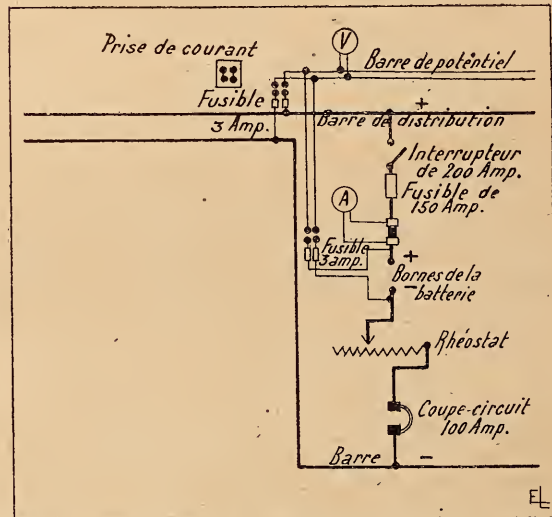 Prise de courant
V
Barre de potentiel
Fusible
3 Amp.
+
Barre de distribution
Interrupteur
de 200 Amp.
Fusible de
150 Amp.
A
Fusible
3 amp.
+
Bornes de la
- batterie
Rhéostat
Coupe-circuit
100 Amp.
Barre -
EL